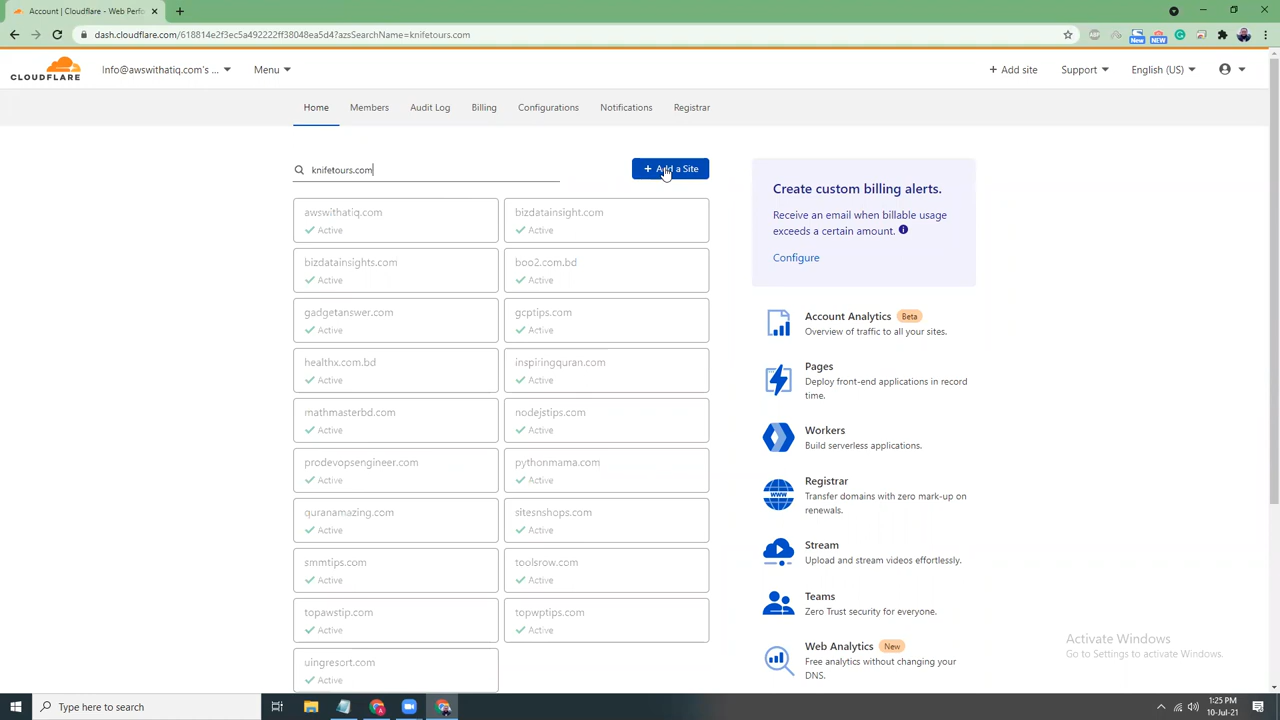 Account | Cloudflare - Web Perfo
dash.cloudflare.com/618814e2f3ec5a492222ff38048ea5d4?azsSearchName=knifetours.com
New
NEW
CLOUDFLARE
Info@awswithatiq.com's ...
Menu
+ Add site
Support
English (US)
Home
Members
Audit Log
Billing
Configurations
Notifications
Registrar
knifetours.com
+ Add a Site
awswithatiq.com
Active
bizdatainsight.com
Active
bizdatainsights.com
Active
boo2.com.bd
Active
gadgetanswer.com
Active
gcptips.com
Active
healthx.com.bd
Active
inspiringquran.com
Active
mathmasterbd.com
Active
nodejstips.com
Active
prodevopsengineer.com
Active
pythonmama.com
Active
quranamazing.com
Active
sitesnshops.com
Active
smmtips.com
Active
toolsrow.com
Active
topawstip.com
Active
topwptips.com
Active
uingresort.com
Active
Create custom billing alerts.
Receive an email when billable usage
exceeds a certain amount.
Configure
Account Analytics Beta
Overview of traffic to all your sites.
Pages
Deploy front-end applications in record
time.
Workers
Build serverless applications.
WWW
Registrar
Transfer domains with zero mark-up on
renewals.
Stream
Upload and stream videos effortlessly.
Teams
Zero Trust security for everyone.
Web Analytics New
Free analytics without changing your
DNS.
Activate Windows
Go to Settings to activate Windows.
Type here to search
1:25 PM
10-Jul-21